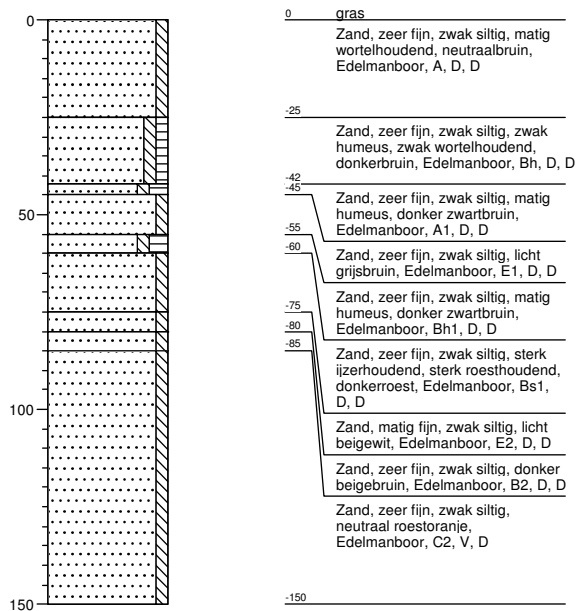 0
50
100
150
0
gras
Zand, zeer fijn, zwak siltig, matig
wortelhoudend, neutraalbruin,
Edelmanboor, A, D, D
-25
Zand, zeer fijn, zwak siltig, zwak
humeus, zwak wortelhoudend,
donkerbruin, Edelmanboor, Bh, D, D
-42
-45
Zand, zeer fijn, zwak siltig, matig
humeus, donker zwartbruin,
Edelmanboor, A1, D, D
-55
Zand, zeer fijn, zwak siltig, licht
grijsbruin, Edelmanboor, E1, D, D
-60
Zand, zeer fijn, zwak siltig, matig
humeus, donker zwartbruin,
Edelmanboor, Bh1, D, D
-75
Zand, zeer fijn, zwak siltig, sterk
ijzerhoudend, sterk roesthoudend,
donkerroest, Edelmanboor, Bs1,
D, D
-80
Zand, matig fijn, zwak siltig, licht
beigewit, Edelmanboor, E2, D, D
-85
Zand, zeer fijn, zwak siltig, donker
beigebruin, Edelmanboor, B2, D, D
Zand, zeer fijn, zwak siltig,
neutraal roestoranje,
Edelmanboor, C2, V, D
-150